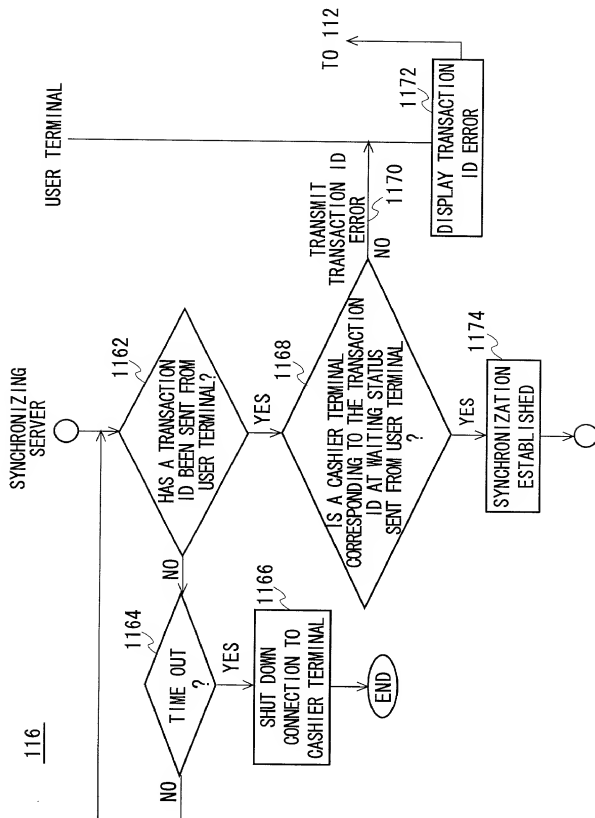 116
SYNCHRONIZING
SERVER
USER TERMINAL
1162
HAS A TRANSACTION
ID BEEN SENT FROM
USER TERMINAL?
NO
YES
1164
TIME OUT
?
NO
YES
1166
SHUT DOWN
CONNECTION TO
CASHIER TERMINAL
END
1168
IS A CASHIER TERMINAL
CORRESPONDING TO THE TRANSACTION
ID AT WAITING STATUS
SENT FROM USER TERMINAL
?
TRANSMIT
TRANSACTION ID
ERROR
NO
1170
TO 112
1172
DISPLAY TRANSACTION
ID ERROR
YES
1174
SYNCHRONIZATION
ESTABLISHED